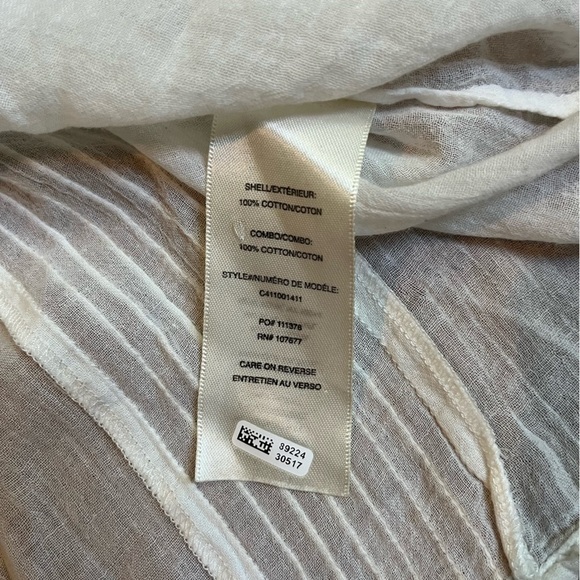 SHELL/EXTÉRIEUR:
100% COTTON/COTON
COMBO/COMBO:
100% COTTON/COTON
STYLE#/NUMÉRO DE MODÈLE:
C411001411
PO# 111376
RN# 107677
CARE ON REVERSE
ENTRETIEN AU VERSO
89224
30517